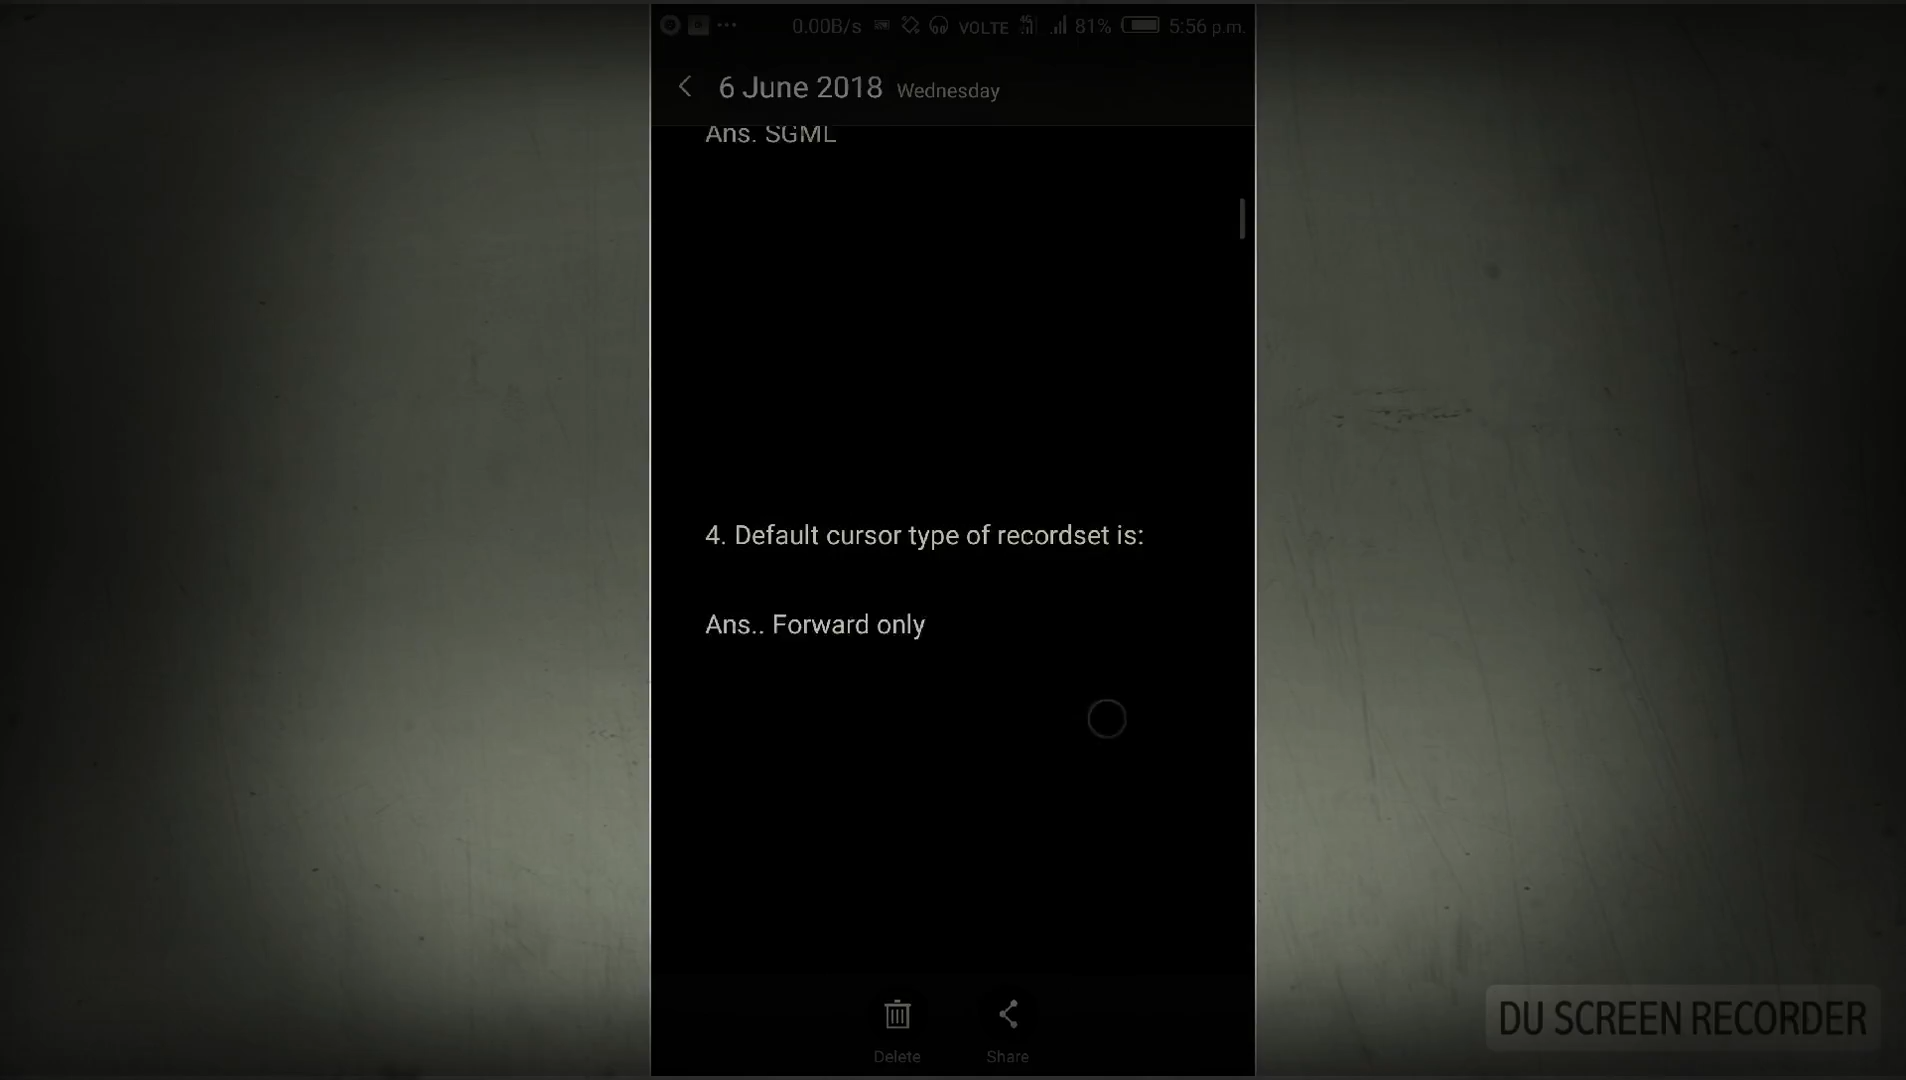 0.00B/s VOLTE 4G 81% 5:56 p.m.
6 June 2018 Wednesday
Ans. SGML
4. Default cursor type of recordset is:
Ans.. Forward only
Delete Share
DU SCREEN RECORDER